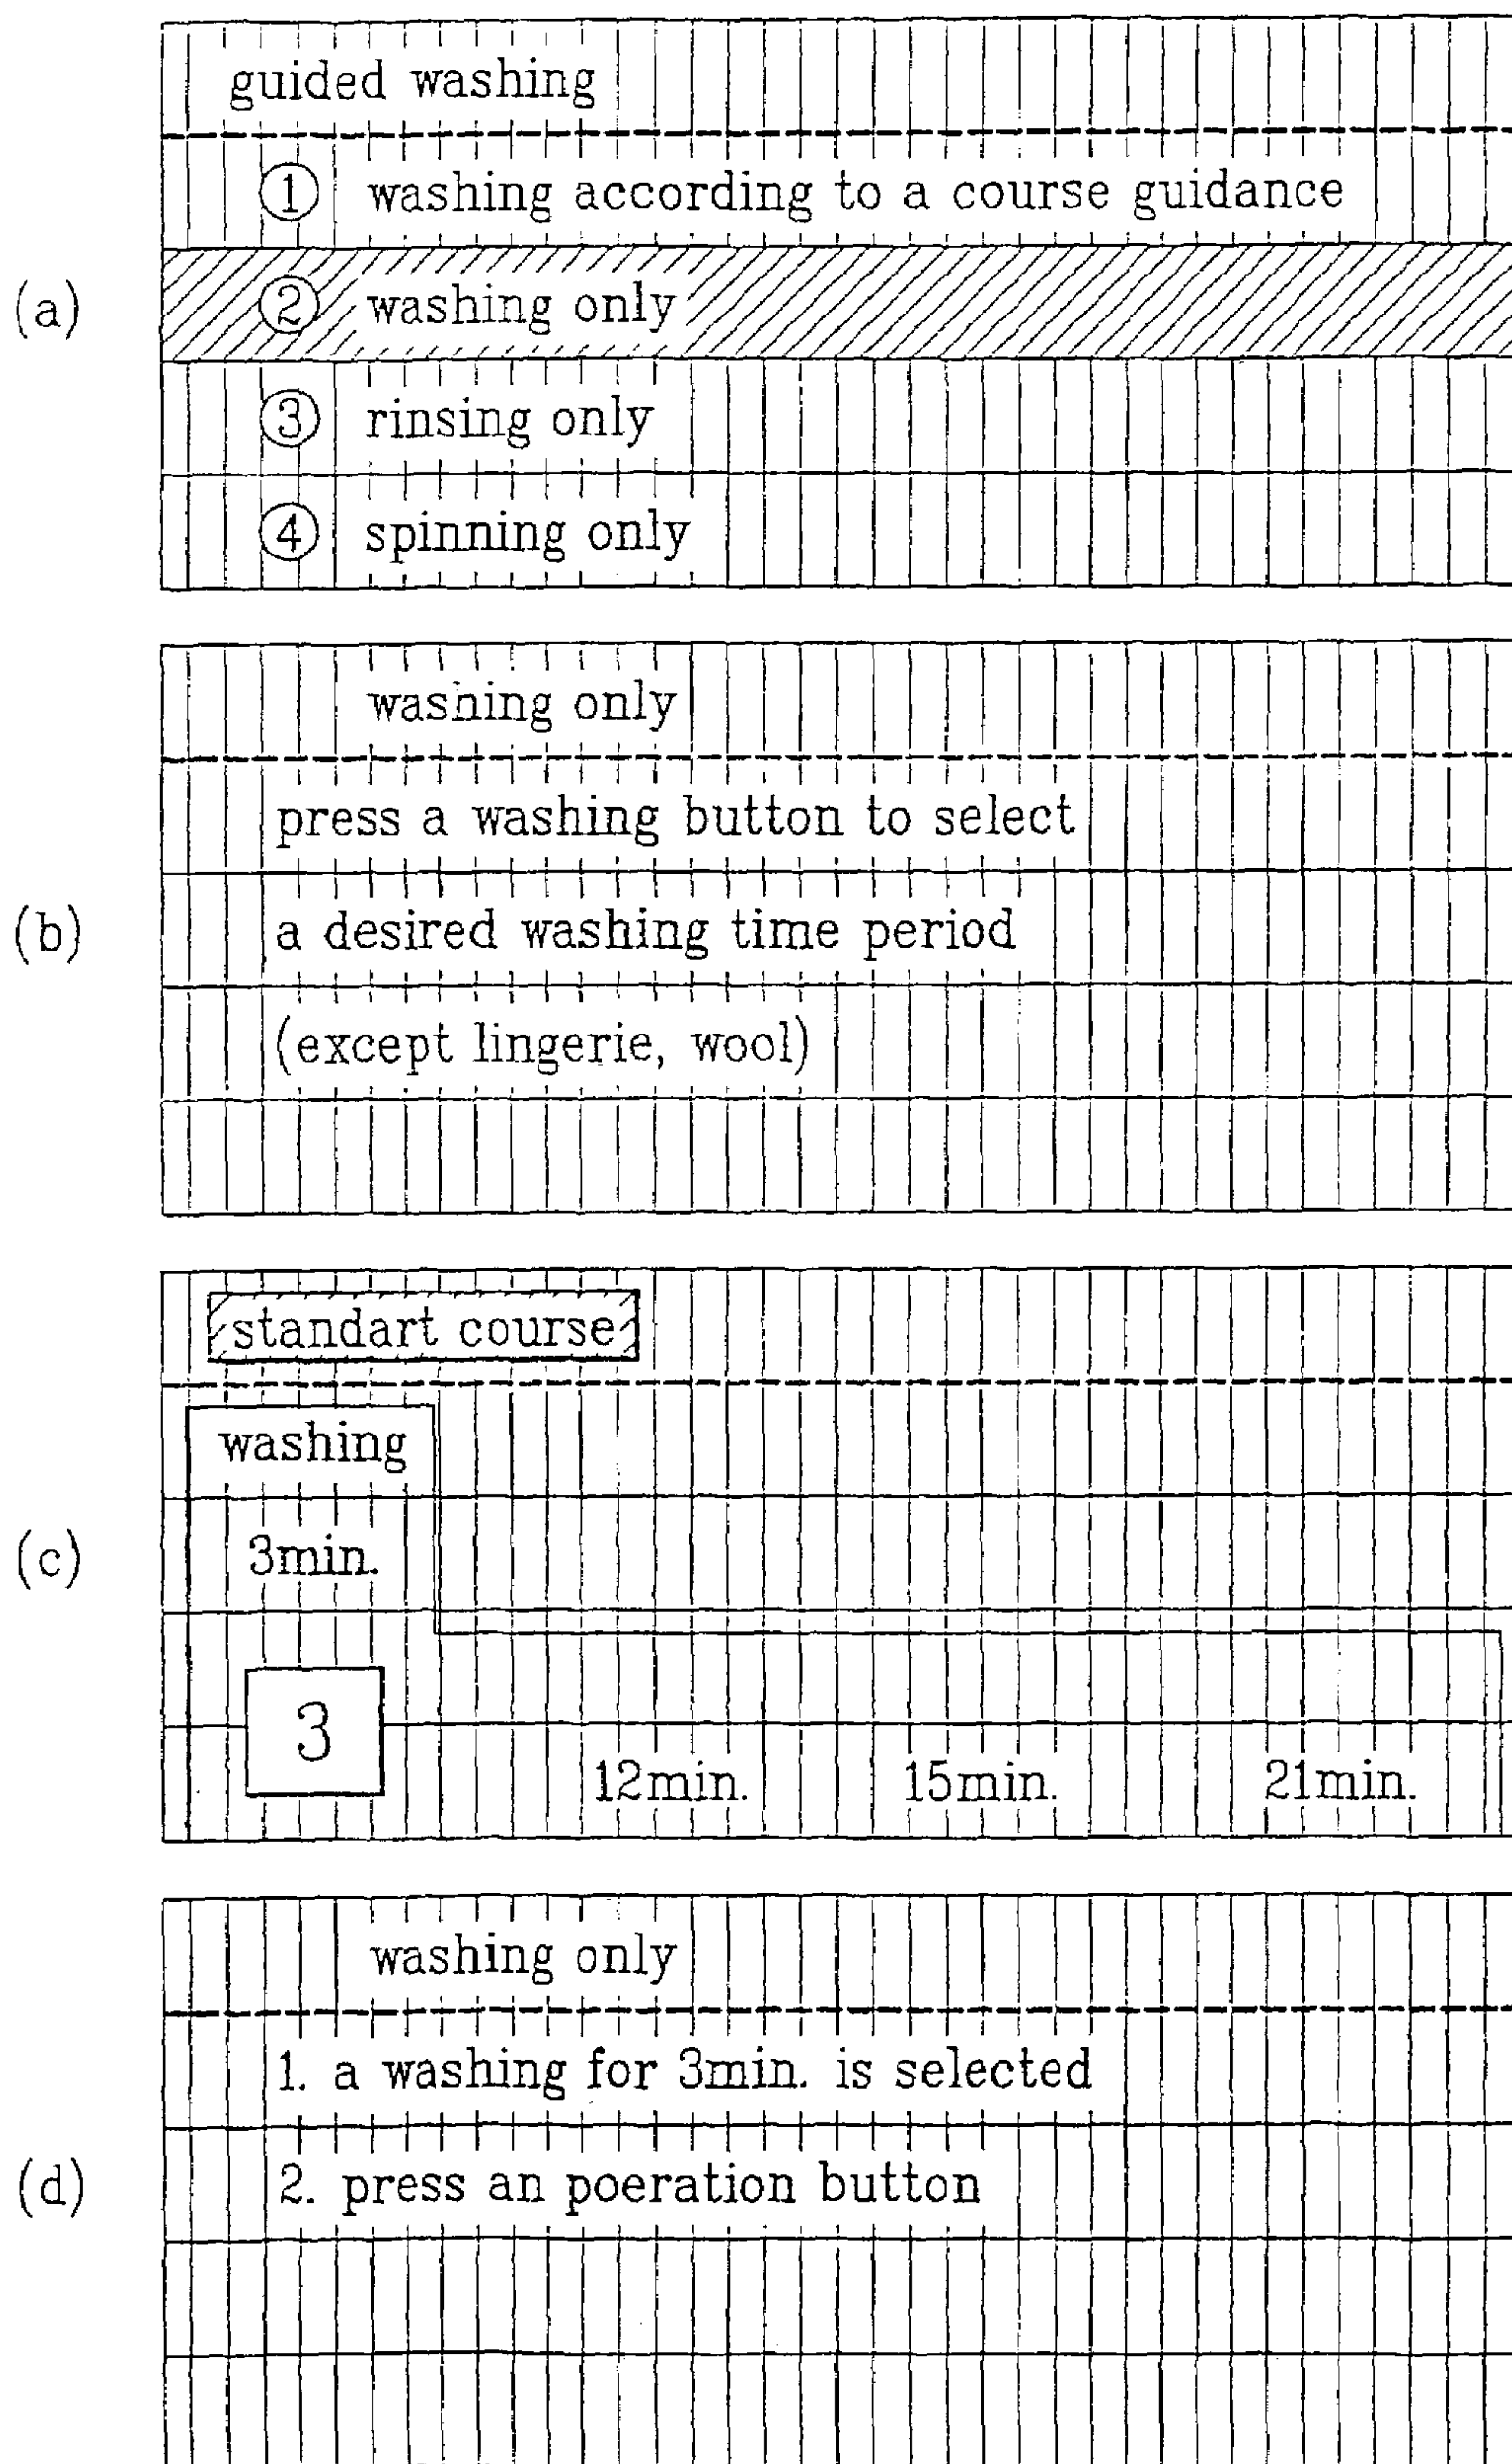 guided washing
① washing according to a course guidance
(a)
② washing only
③ rinsing only
④ spinning only
washing only
press a washing button to select
(b)
a desired washing time period
(except lingerie, wool)
standart course
washing
(c)
3min.
3
12min. 15min. 21min.
washing only
1. a washing for 3min. is selected
(d)
2. press an poeration button